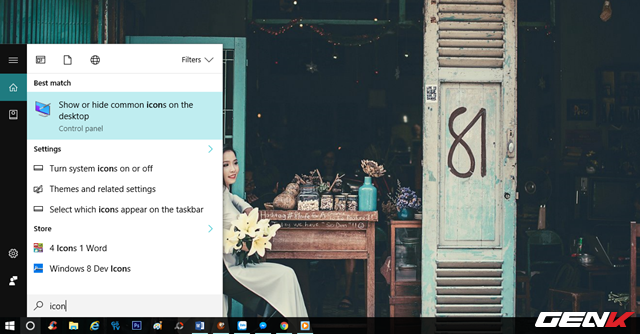 Filters
Best match
Show or hide common icons on the
desktop
Control panel
Settings
Turn system icons on or off
Themes and related settings
Select which icons appear on the taskbar
Store
4 Icons 1 Word
Windows 8 Dev Icons
icon
81
GENK